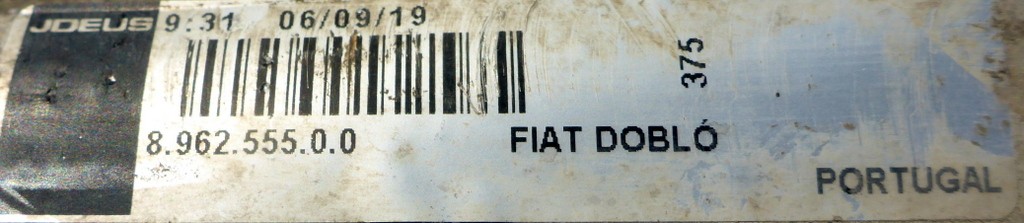 JDEUS 9:31 06/09/19
375
8.962.555.0.0 FIAT DOBLÓ
PORTUGAL